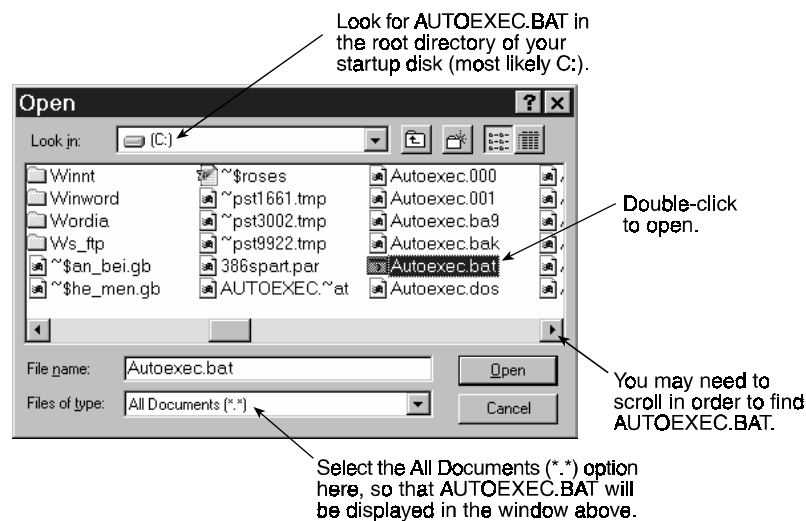 Look for AUTOEXEC.BAT in
the root directory of your
startup disk (most likely C:).
Open
Look in:
(C:)
Winnt
Winword
Wordia
Ws_ftp
~$an_bei.gb
~$he_men.gb
~$roses
~pst1661.tmp
~pst3002.tmp
~pst9922.tmp
386spart.par
AUTOEXEC.~at
Autoexec.000
Autoexec.001
Autoexec.ba9
Autoexec.bak
Autoexec.bat
Autoexec.dos
Double-click
to open.
File name:
Autoexec.bat
Open
Files of type:
All Documents (*.*)
Cancel
You may need to
scroll in order to find
AUTOEXEC.BAT.
Select the All Documents (*.*) option
here, so that AUTOEXEC.BAT will
be displayed in the window above.